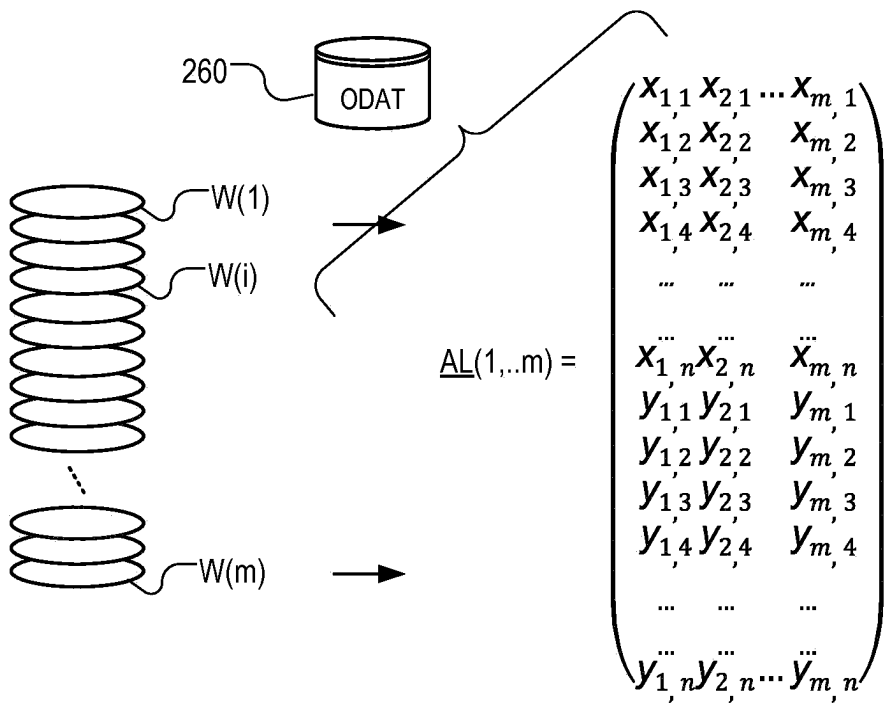 260
ODAT
W(1)
W(i)
W(m)
AL(1,..m) =
x1,1 x2,1 ... xm,1
x1,2 x2,2 xm,2
x1,3 x2,3 xm,3
x1,4 x2,4 xm,4
... ... ...
... ... ...
x1,n x2,n xm,n
y1,1 y2,1 ym,1
y1,2 y2,2 ym,2
y1,3 y2,3 ym,3
y1,4 y2,4 ym,4
... ... ...
... ... ...
y1,n y2,n ... ym,n